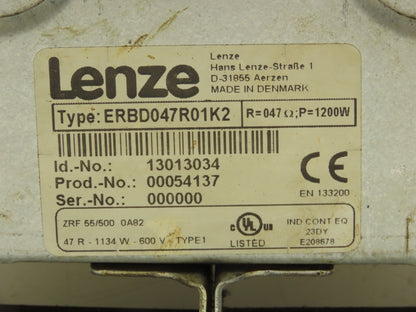 Lenze
Lenze
Hans Lenze-Straße 1
D-31855 Aerzen
MADE IN DENMARK
Type: ERBD047R01K2
R=047 Ω;P=1200W
Id.-No.: 13013034
Prod.-No.: 00054137
Ser.-No.: 000000
CE
EN 133200
ZRF 55/500 0A82
47 R - 1134 W - 600 V - TYPE1
c UL US
LISTED
IND CONT EQ
23DY
E208678